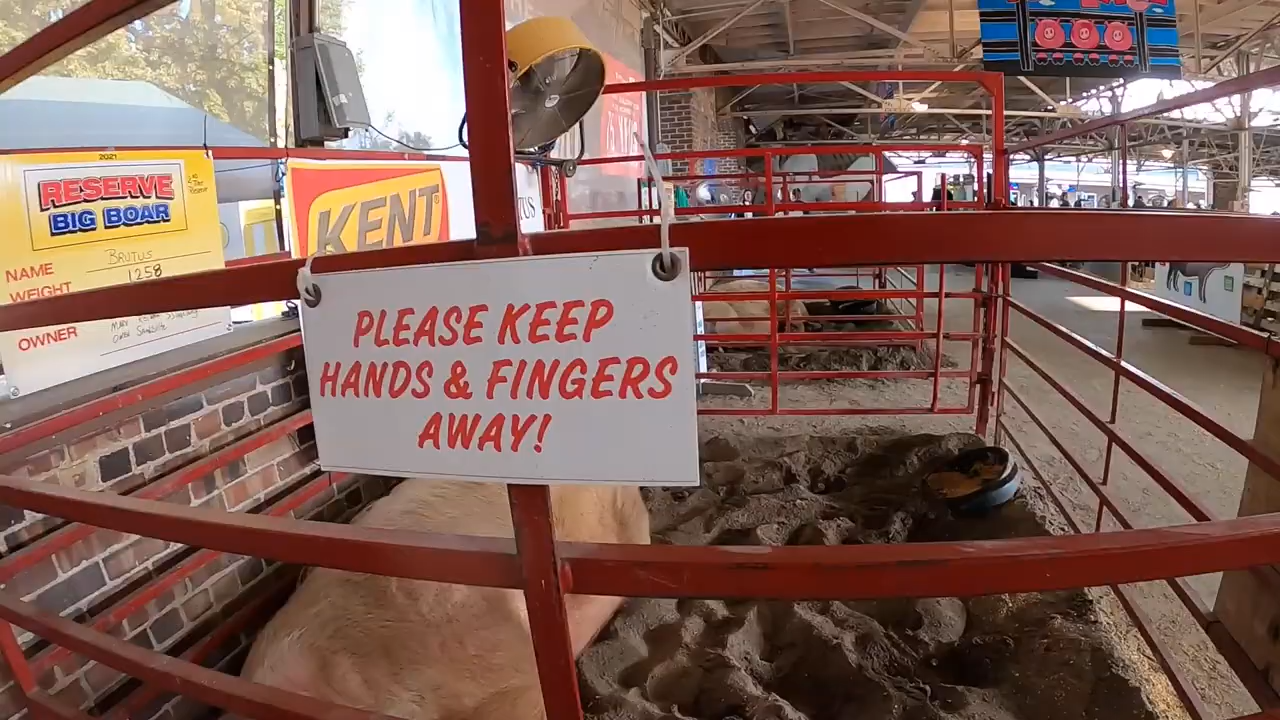 2021
RESERVE
BIG BOAR
NAME BRUTUS
WEIGHT 1258
OWNER
KENT
PLEASE KEEP
HANDS & FINGERS
AWAY!